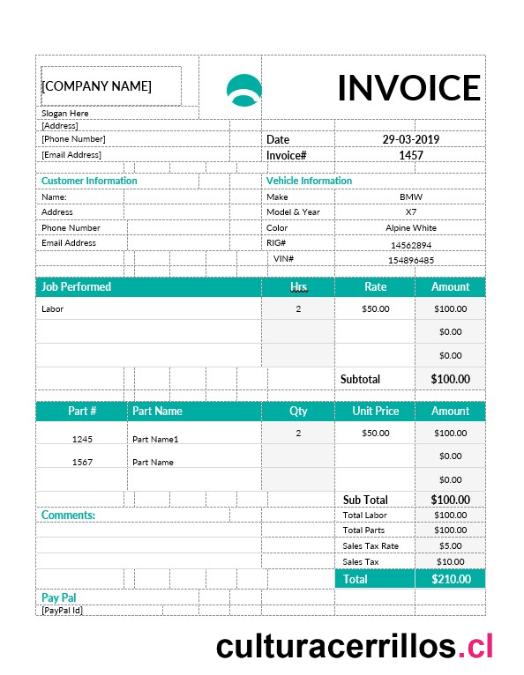 [COMPANY NAME]
INVOICE
Slogan Here
[Address]
[Phone Number] Date 29-03-2019
[Email Address] Invoice# 1457
Customer Information Vehicle Information
Name: Make BMW
Address Model & Year X7
Phone Number Color Alpine White
Email Address RIG# 14562894
VIN# 154896485
Job Performed Hrs Rate Amount
Labor 2 $50.00 $100.00
$0.00
$0.00
Subtotal $100.00
Part # Part Name Qty Unit Price Amount
1245 Part Name1 2 $50.00 $100.00
1567 Part Name $0.00
$0.00
Sub Total $100.00
Comments: Total Labor $100.00
Total Parts $100.00
Sales Tax Rate $5.00
Sales Tax $10.00
Total $210.00
Pay Pal
[PayPal Id]
culturacerrillos.cl